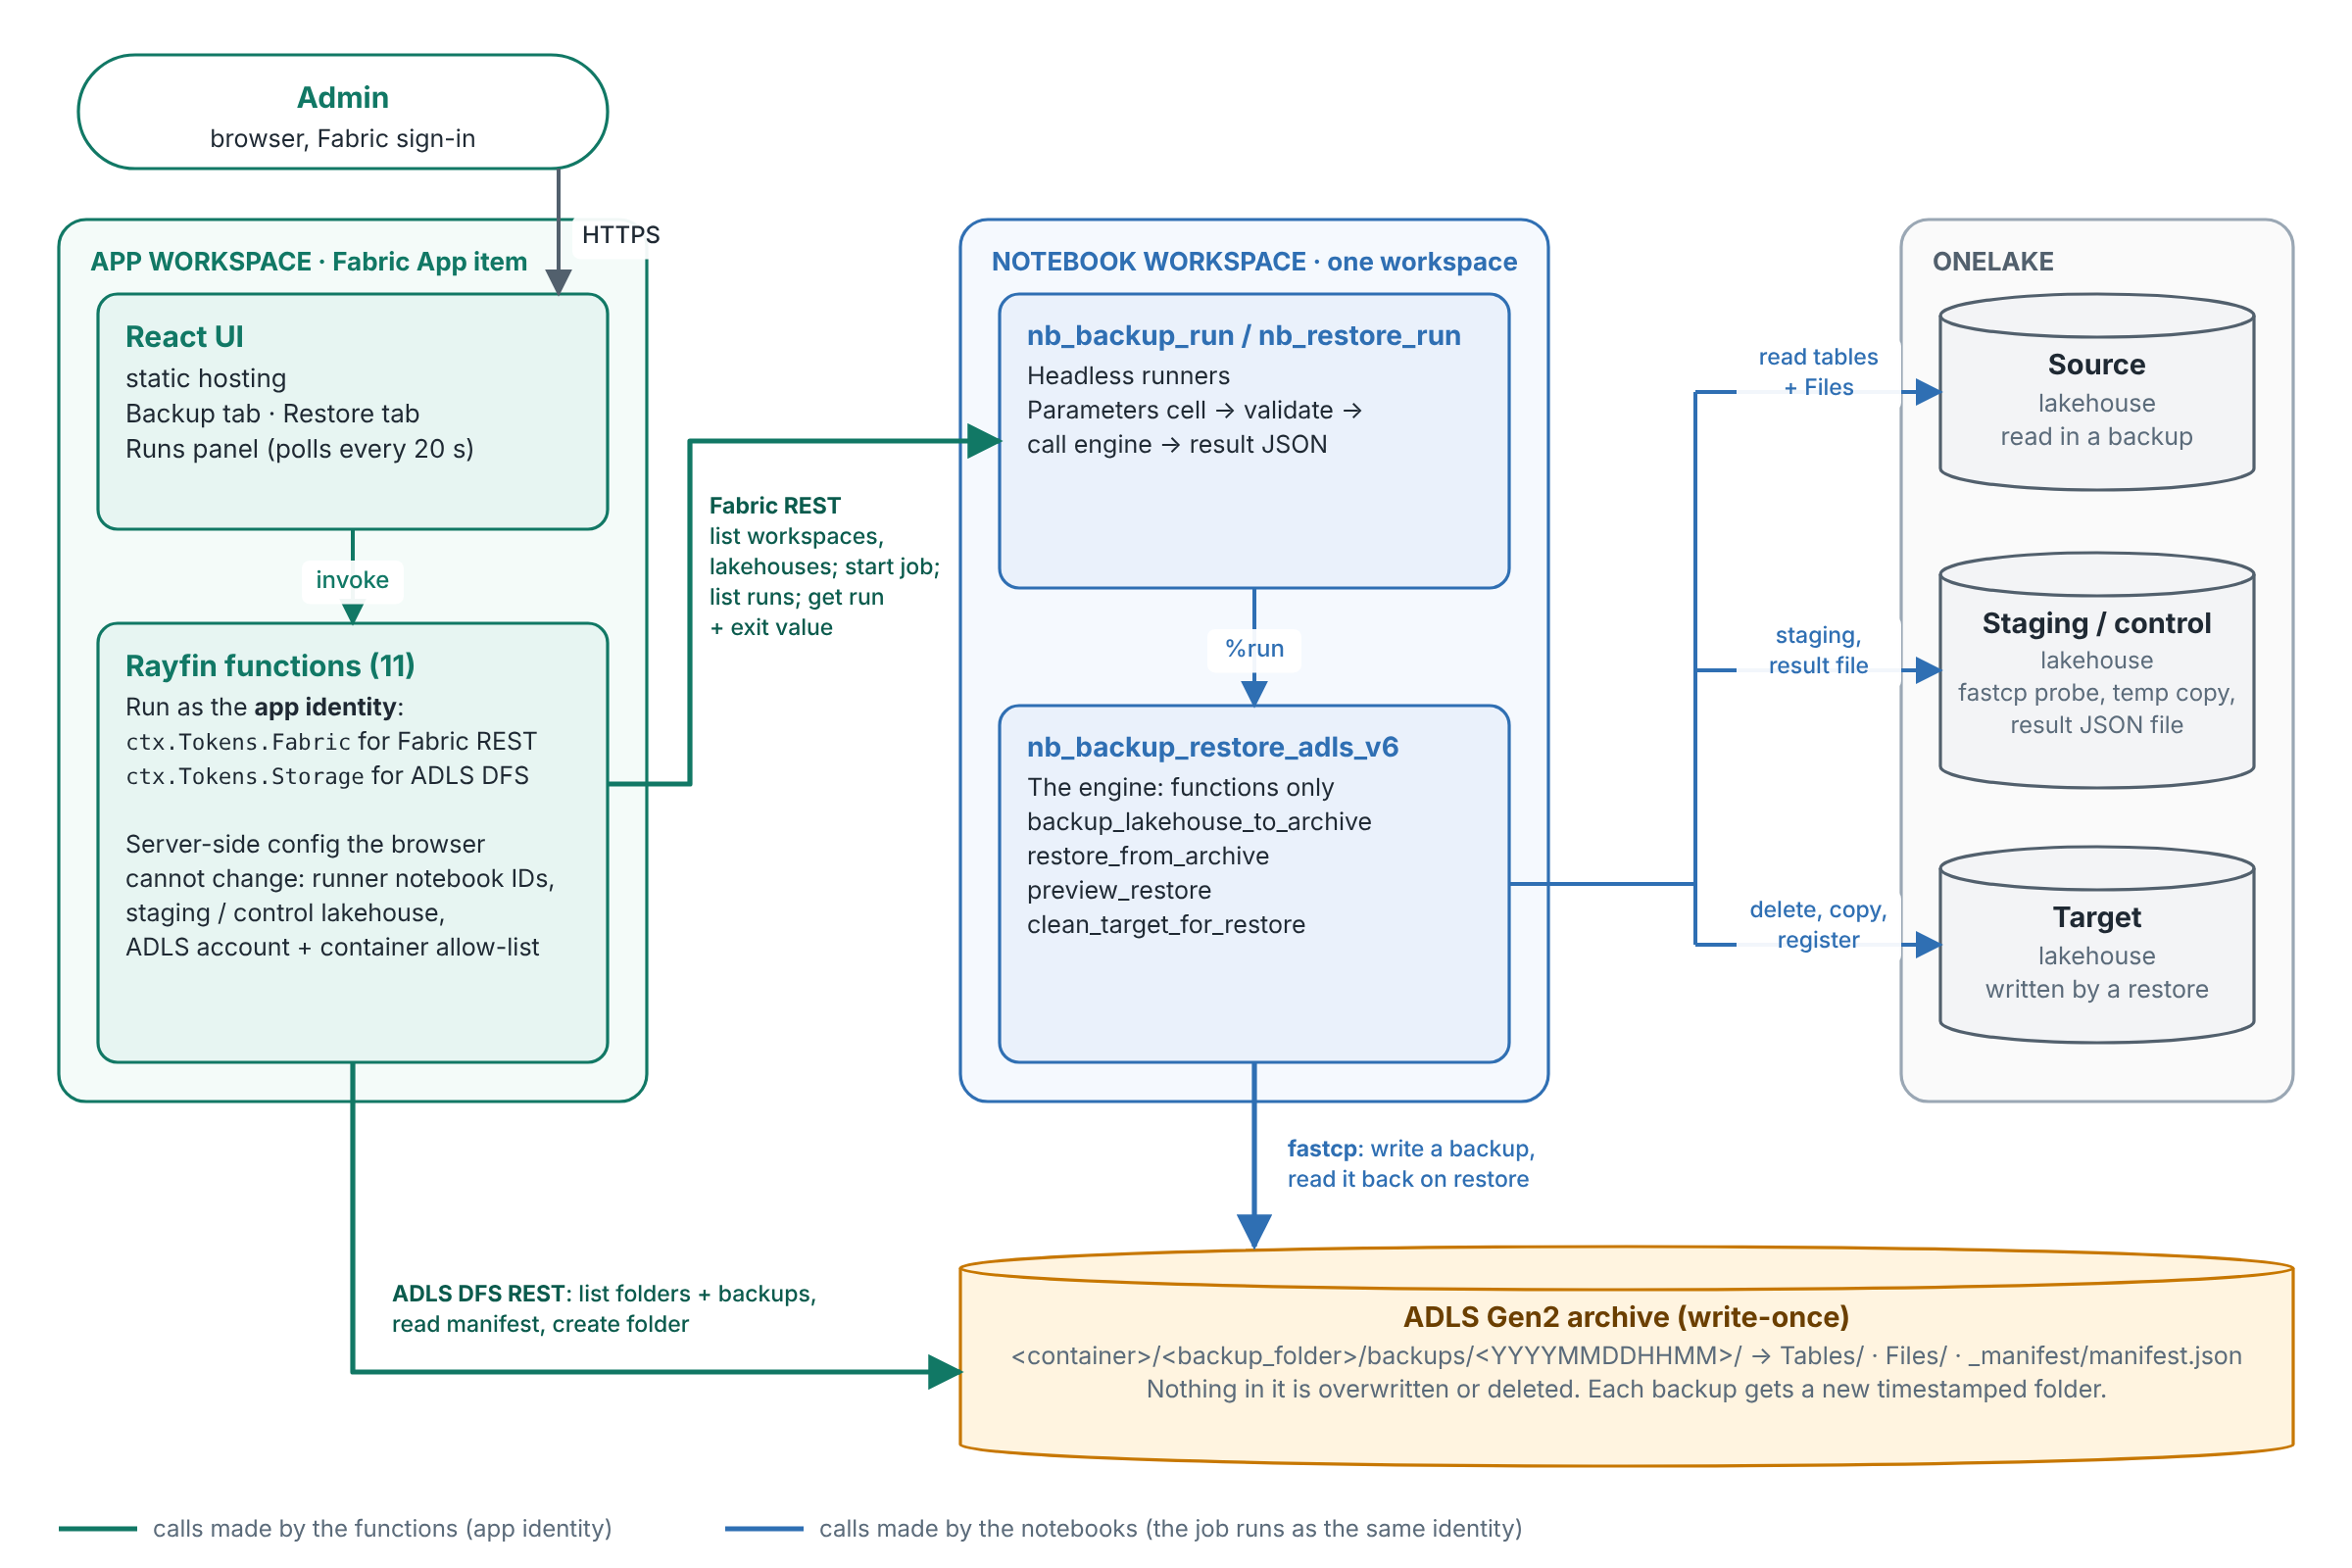 Admin
browser, Fabric sign-in
HTTPS
APP WORKSPACE · Fabric App item
React UI
static hosting
Backup tab · Restore tab
Runs panel (polls every 20 s)
invoke
Rayfin functions (11)
Run as the app identity:
ctx.Tokens.Fabric for Fabric REST
ctx.Tokens.Storage for ADLS DFS
Server-side config the browser
cannot change: runner notebook IDs,
staging / control lakehouse,
ADLS account + container allow-list
Fabric REST
list workspaces,
lakehouses; start job;
list runs; get run
+ exit value
NOTEBOOK WORKSPACE · one workspace
nb_backup_run / nb_restore_run
Headless runners
Parameters cell → validate →
call engine → result JSON
%run
nb_backup_restore_adls_v6
The engine: functions only
backup_lakehouse_to_archive
restore_from_archive
preview_restore
clean_target_for_restore
read tables
+ Files
staging,
result file
delete, copy,
register
ONELAKE
Source
lakehouse
read in a backup
Staging / control
lakehouse
fastcp probe, temp copy,
result JSON file
Target
lakehouse
written by a restore
fastcp: write a backup,
read it back on restore
ADLS DFS REST: list folders + backups,
read manifest, create folder
ADLS Gen2 archive (write-once)
<container>/<backup_folder>/backups/<YYYYMMDDHHMM>/ → Tables/ · Files/ · _manifest/manifest.json
Nothing in it is overwritten or deleted. Each backup gets a new timestamped folder.
calls made by the functions (app identity)
calls made by the notebooks (the job runs as the same identity)